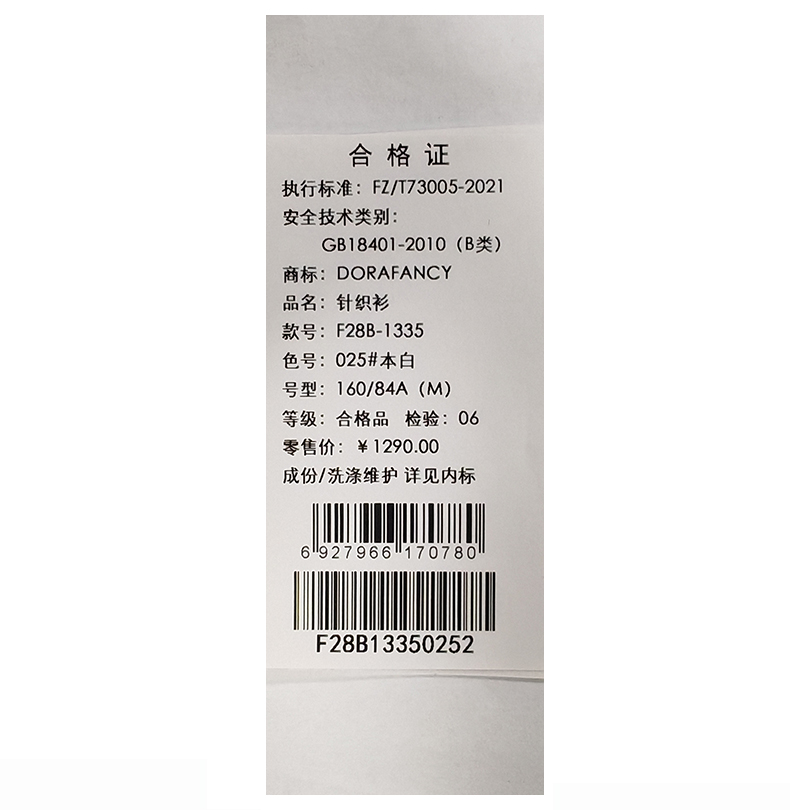 合格证
执行标准：FZ/T73005-2021
安全技术类别：
GB18401-2010（B类）
商标：DORAFANCY
品名：针织衫
款号：F28B-1335
色号：025#本白
号型：160/84A（M）
等级：合格品 检验：06
零售价：¥1290.00
成份/洗涤维护 详见内标
6 927966 170780
F28B13350252